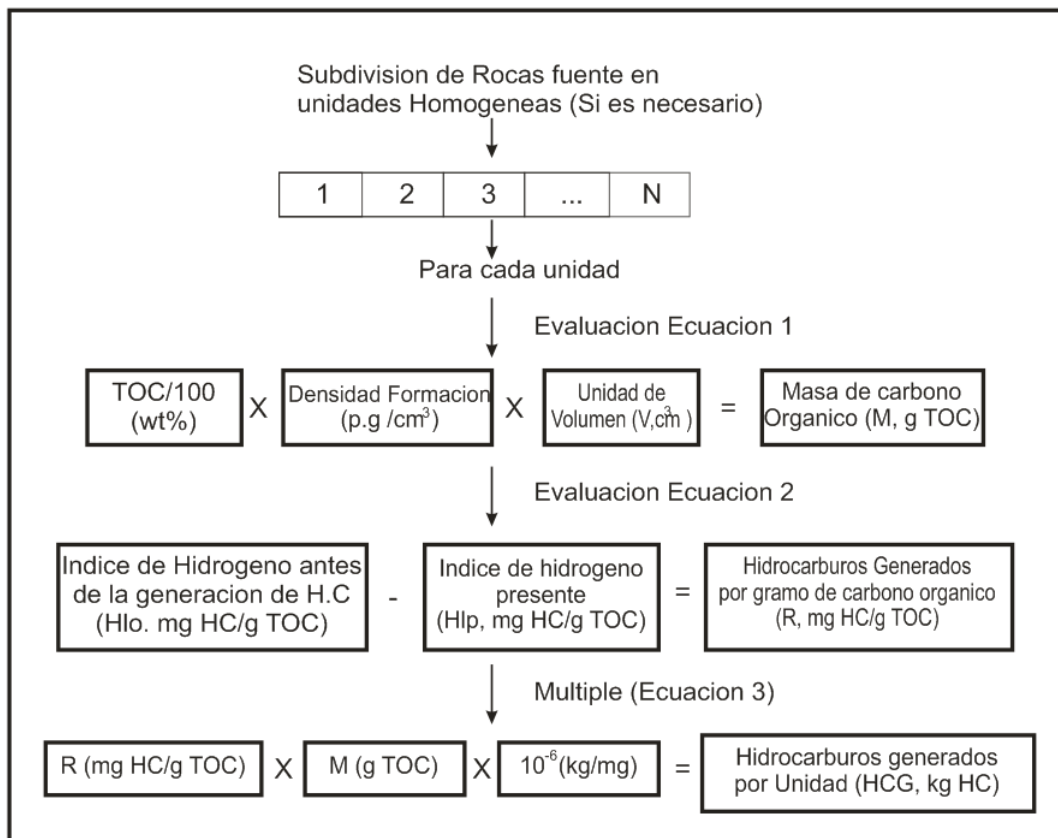 Subdivision de Rocas fuente en
unidades Homogeneas (Si es necesario)
1 2 3 ... N
Para cada unidad
Evaluacion Ecuacion 1
TOC/100
(wt%)
X
Densidad Formacion
(p.g /cm³)
X
Unidad de
Volumen (V,cm³)
=
Masa de carbono
Organico (M, g TOC)
Evaluacion Ecuacion 2
Indice de Hidrogeno antes
de la generacion de H.C
(HIo. mg HC/g TOC)
-
Indice de hidrogeno
presente
(HIp, mg HC/g TOC)
=
Hidrocarburos Generados
por gramo de carbono organico
(R, mg HC/g TOC)
Multiple (Ecuacion 3)
R (mg HC/g TOC) X M (g TOC) X 10⁻⁶(kg/mg) =
Hidrocarburos generados
por Unidad (HCG, kg HC)